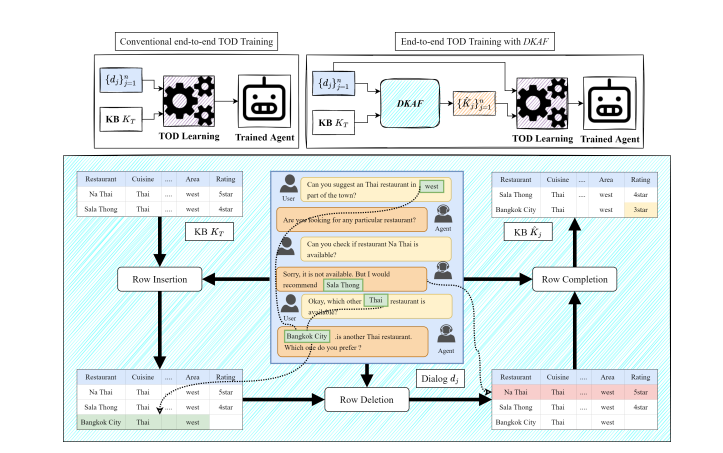 Conventional end-to-end TOD Training
End-to-end TOD Training with DKAF
{d_j}^n_{j=1}
KB K_T
TOD Learning
Trained Agent
{d_j}^n_{j=1}
KB K_T
DKAF
{K̂_j}^n_{j=1}
TOD Learning
Trained Agent
Restaurant Cuisine .... Area Rating
Na Thai Thai .... west 5star
Sala Thong Thai .... west 4star
KB K_T
Row Insertion
Restaurant Cuisine .... Area Rating
Na Thai Thai .... west 5star
Sala Thong Thai .... west 4star
Bangkok City Thai west
User
Can you suggest an Thai restaurant in west
part of the town?
Are you looking for any particular restaurant?
Agent
Can you check if restaurant Na Thai is
available?
Sorry, it is not available. But I would
recommend Sala Thong
User
Okay, which other Thai restaurant is
available?
Bangkok City .is another Thai restaurant.
Which one do you prefer ?
Agent
Dialog d_j
Row Deletion
Restaurant Cuisine .... Area Rating
Sala Thong Thai .... west 4star
Bangkok City Thai west 3star
KB K̂_j
Row Completion
Restaurant Cuisine .... Area Rating
Na Thai Thai .... west 5star
Sala Thong Thai .... west 4star
Bangkok City Thai west